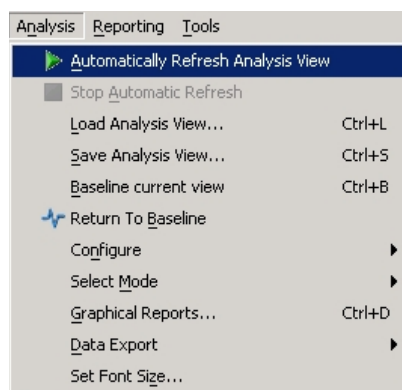 Analysis Reporting Tools
Automatically Refresh Analysis View
Stop Automatic Refresh
Load Analysis View... Ctrl+L
Save Analysis View... Ctrl+S
Baseline current view Ctrl+B
Return To Baseline
Configure
Select Mode
Graphical Reports... Ctrl+D
Data Export
Set Font Size...